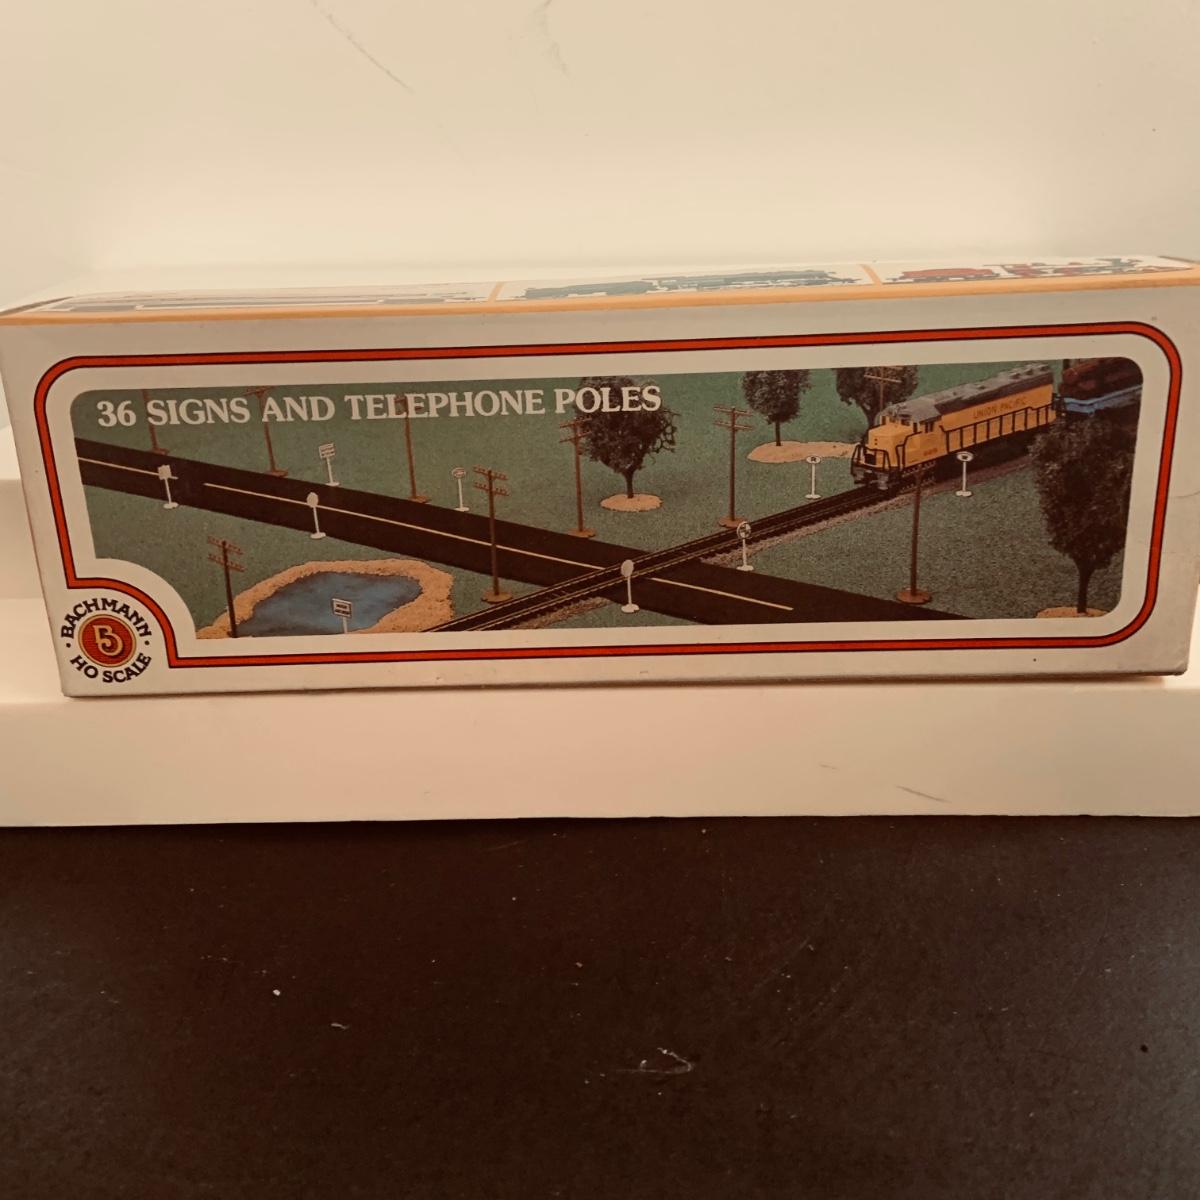 36 SIGNS AND TELEPHONE POLES
UNION PACIFIC
BACHMANN
HO SCALE